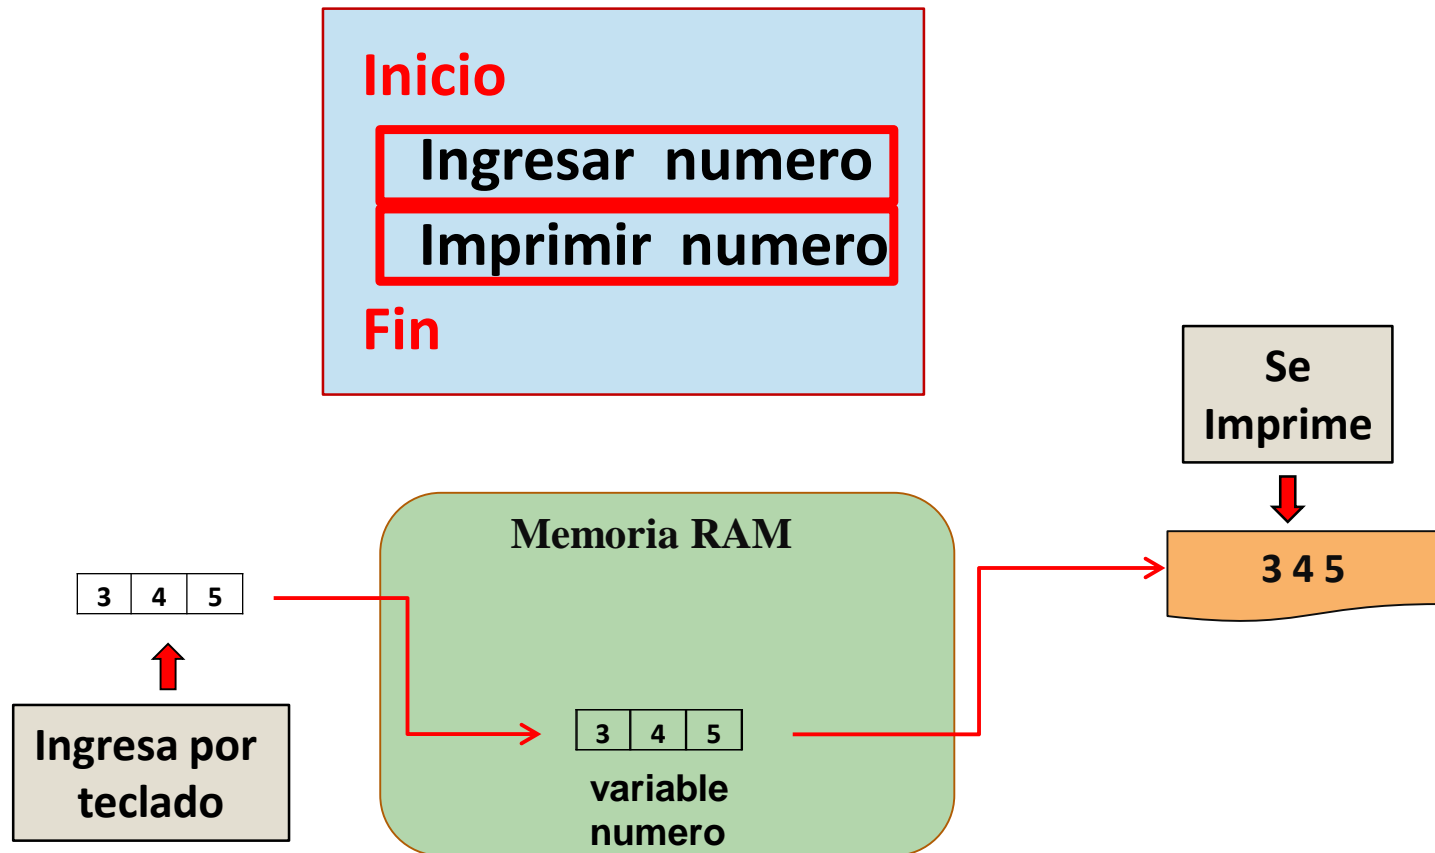 Inicio
Ingresar numero
Imprimir numero
Fin
Se
Imprime
Memoria RAM
3 4 5
3 4 5
Ingresa por
teclado
3 4 5
variable
numero